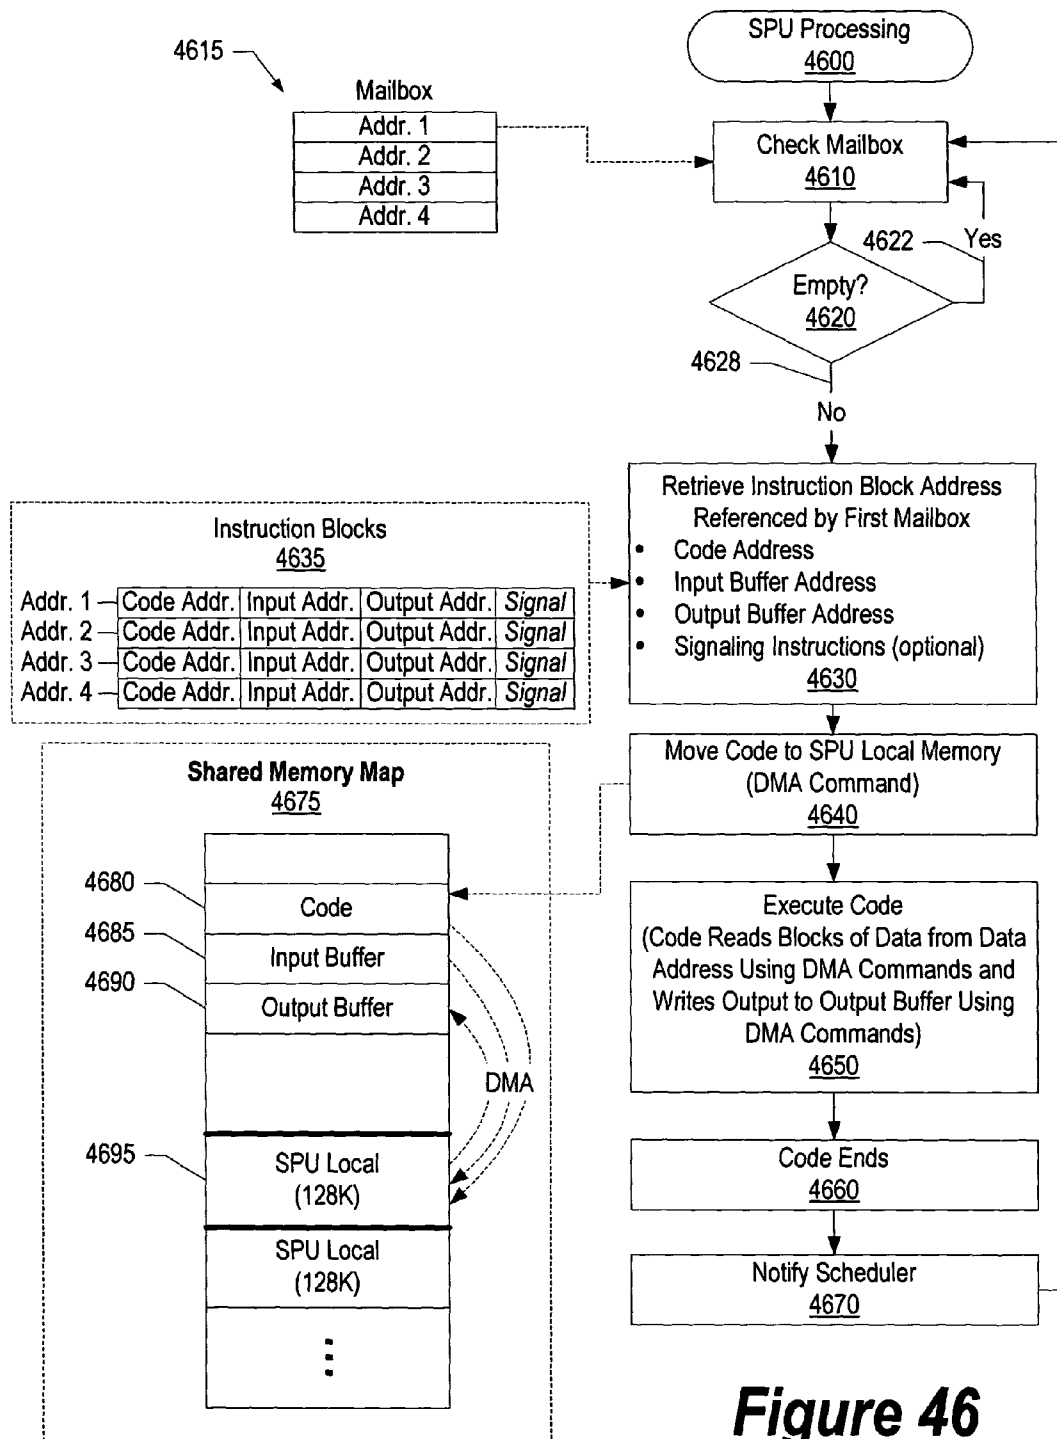 SPU Processing
4600
4615
Mailbox
Addr. 1
Addr. 2
Addr. 3
Addr. 4
Check Mailbox
4610
4622
Yes
Empty?
4620
4628
No
Retrieve Instruction Block Address
Referenced by First Mailbox
• Code Address
• Input Buffer Address
• Output Buffer Address
• Signaling Instructions (optional)
4630
Instruction Blocks
4635
Addr. 1 Code Addr. Input Addr. Output Addr. Signal
Addr. 2 Code Addr. Input Addr. Output Addr. Signal
Addr. 3 Code Addr. Input Addr. Output Addr. Signal
Addr. 4 Code Addr. Input Addr. Output Addr. Signal
Move Code to SPU Local Memory
(DMA Command)
4640
Shared Memory Map
4675
4680
Code
4685
Input Buffer
4690
Output Buffer
DMA
4695
SPU Local
(128K)
SPU Local
(128K)
Execute Code
(Code Reads Blocks of Data from Data
Address Using DMA Commands and
Writes Output to Output Buffer Using
DMA Commands)
4650
Code Ends
4660
Notify Scheduler
4670
Figure 46